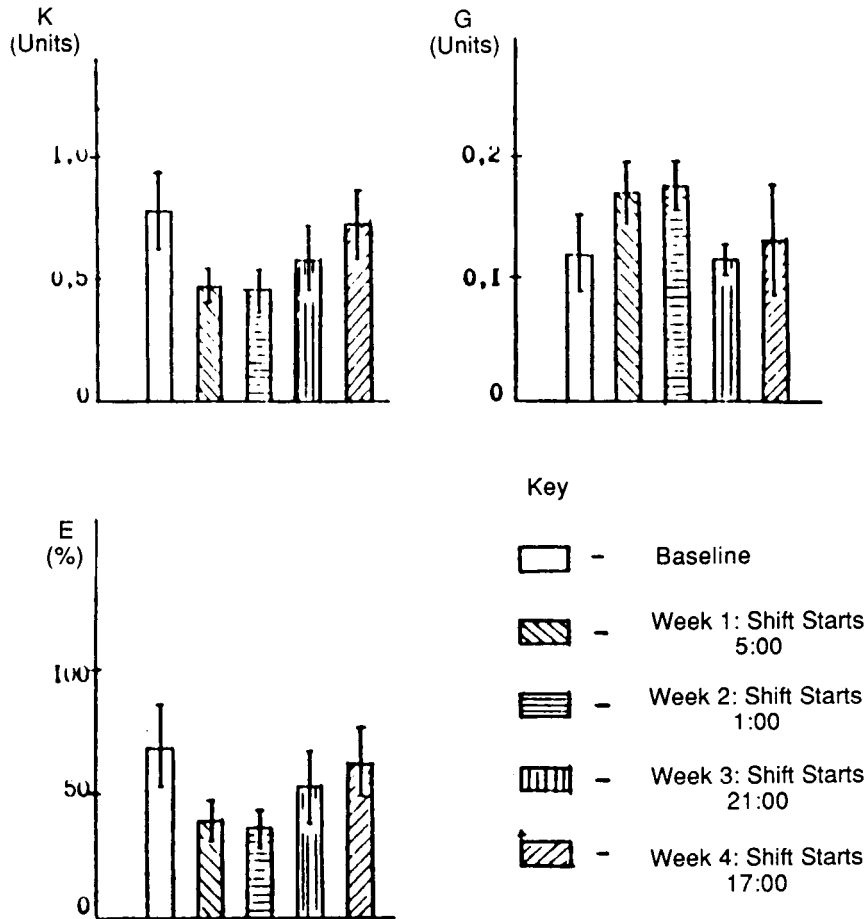 K
(Units)
1,0
0,5
0
G
(Units)
0,2
0,1
0
E
(%)
100
50
0
Key
- Baseline
- Week 1: Shift Starts
5:00
- Week 2: Shift Starts
1:00
- Week 3: Shift Starts
21:00
- Week 4: Shift Starts
17:00